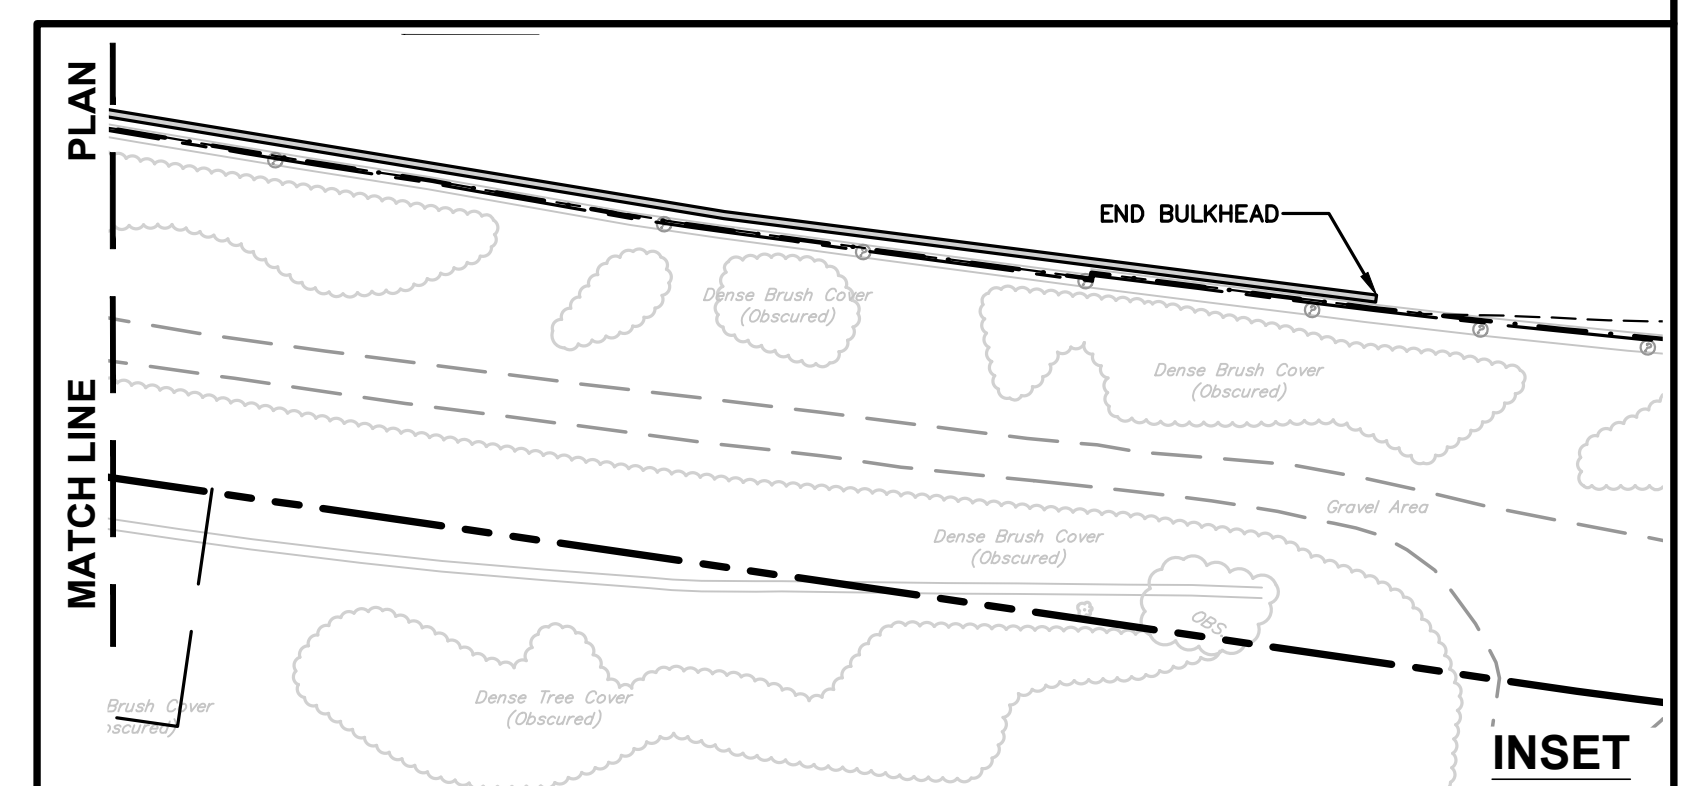 PLAN
MATCH LINE
END BULKHEAD
Dense Brush Cover
(Obscured)
Dense Brush Cover
(Obscured)
Gravel Area
Dense Brush Cover
(Obscured)
OBS.
Dense Tree Cover
(Obscured)
Brush Cover
bscured)
INSET